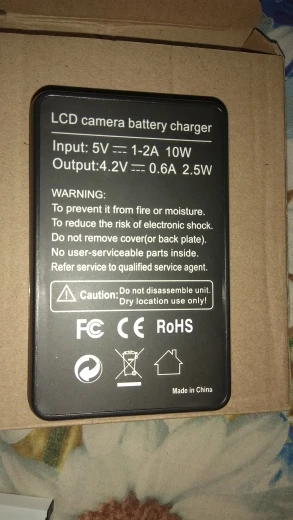 LCD camera battery charger
Input: 5V ⎓ 1-2A 10W
Output:4.2V ⎓ 0.6A 2.5W
WARNING:
To prevent it from fire or moisture.
To reduce the risk of electronic shock.
Do not remove cover(or back plate).
No user-serviceable parts inside.
Refer service to qualified service agent.
Caution: Do not disassemble unit.
Dry location use only!
FC CE RoHS
Made in China